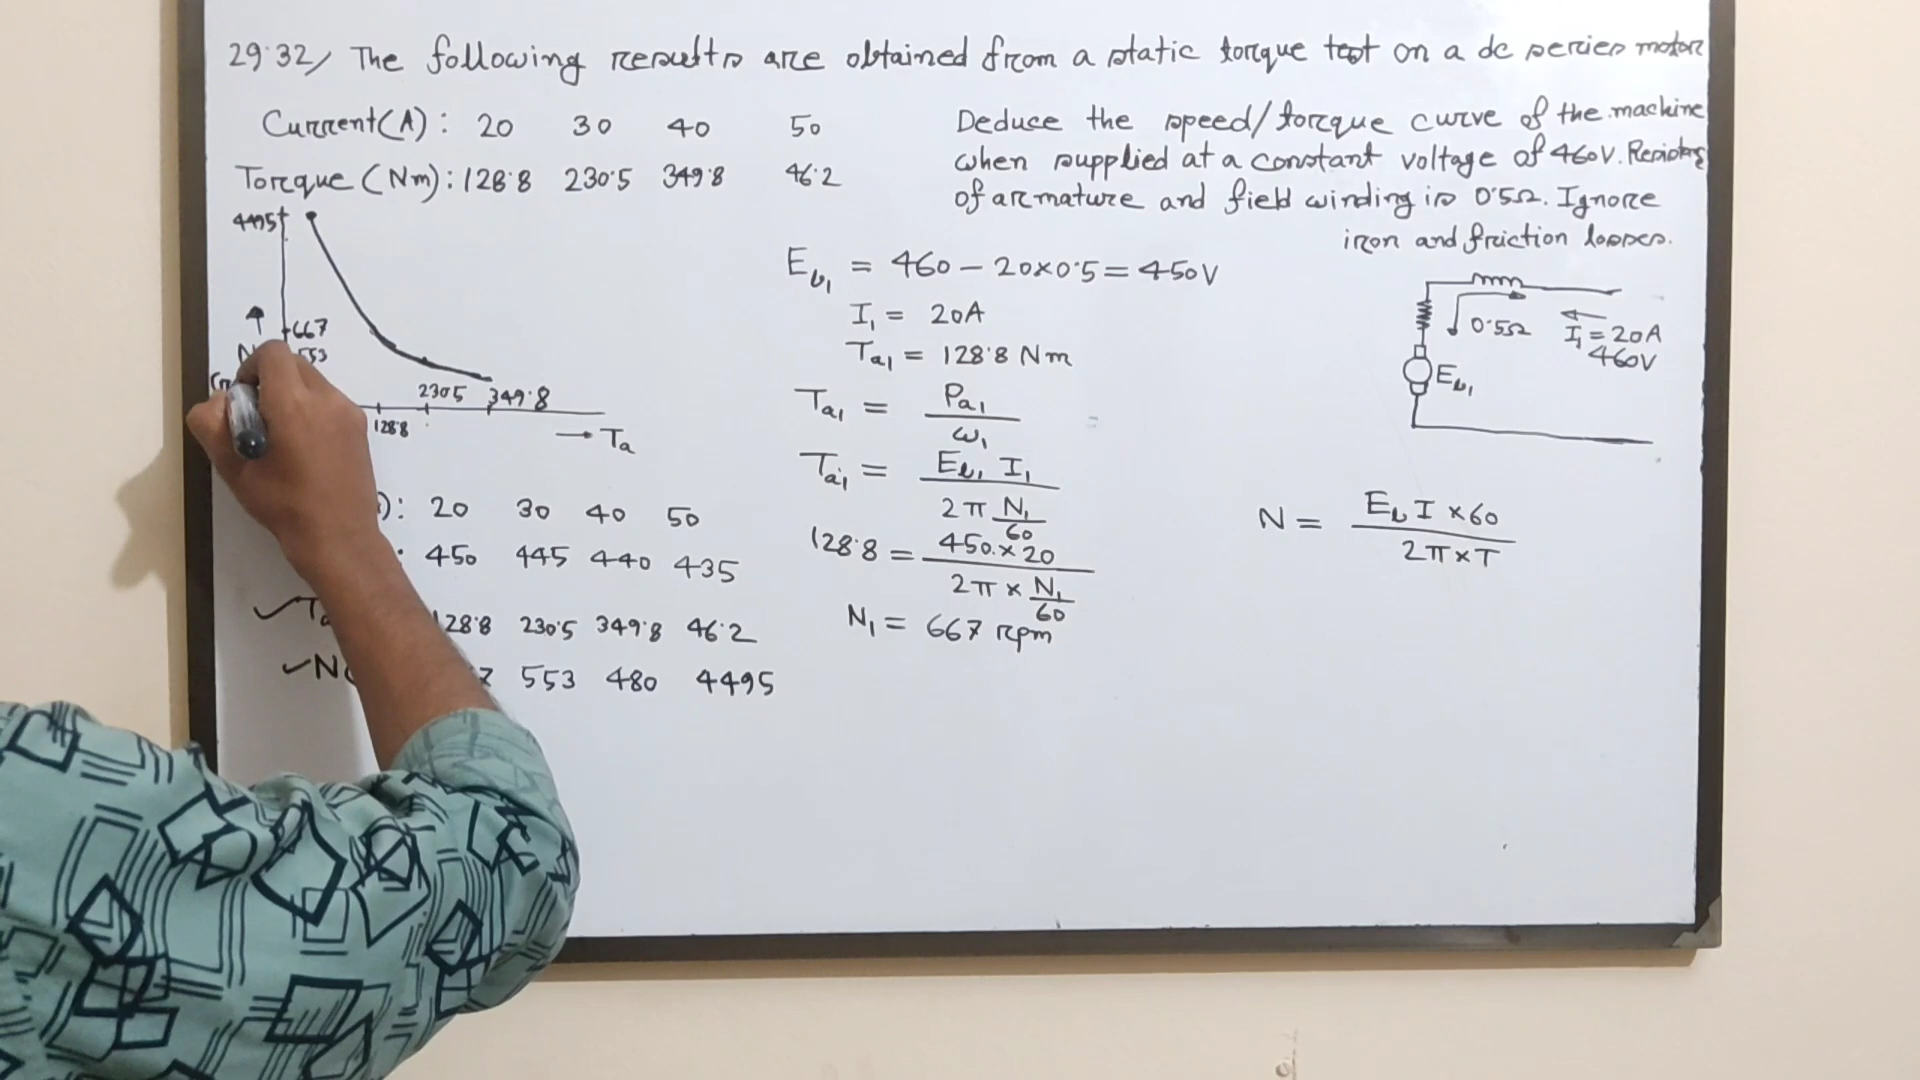 29.32/ The following results are obtained from a static torque test on a dc series motor
Current(A): 20 30 40 50
Torque (Nm): 128.8 230.5 349.8 46.2
Deduce the speed/torque curve of the machine
when supplied at a constant voltage of 460V.
of armature and field winding is 0.5Ω. Ignore
iron and friction losses.
4495
667
553
N
230.5 349.8
128.8
→ Ta
): 20 30 40 50
: 450 445 440 435
128.8 230.5 349.8 46.2
✓N 553 480 4495
Eb1 = 460 - 20×0.5 = 450V
I1 = 20A
Ta1 = 128.8 Nm
Ta1 = Pa1 / ω1
Ta1 = Eb1 I1 / 2π N1/60
128.8 = 450×20 / 2π × N1/60
N1 = 667 rpm
0.5Ω
I1 = 20A
460V
Eb1
N = Eb I × 60 / 2π × T